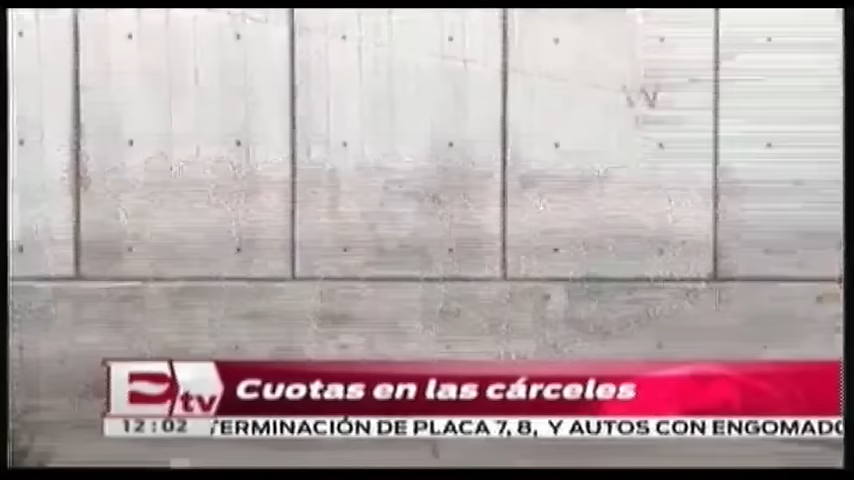 Cuotas en las cárceles
tv
12:02 TERMINACIÓN DE PLACA 7, 8, Y AUTOS CON ENGOMADO